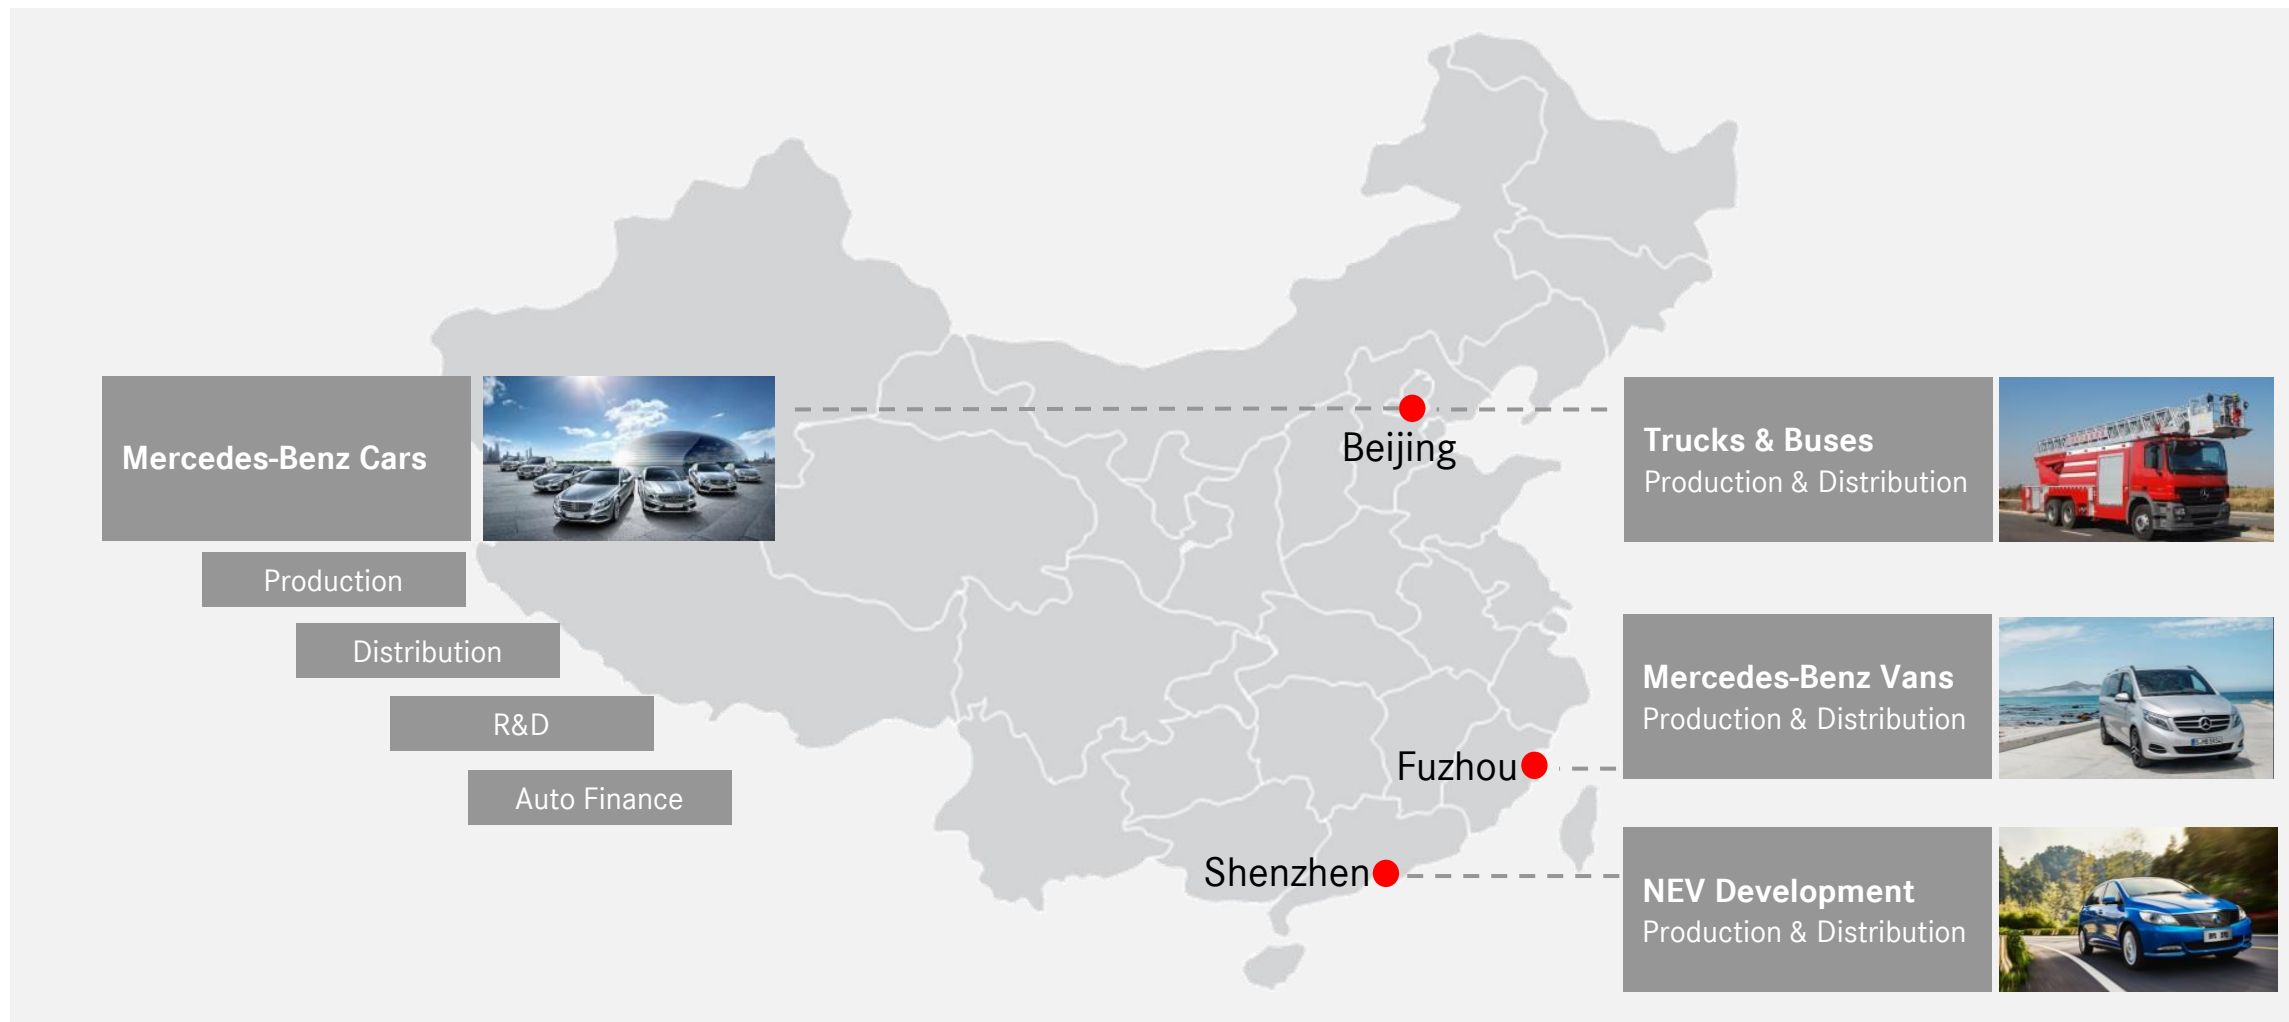 Mercedes-Benz Cars
Production
Distribution
R&D
Auto Finance
Beijing
Fuzhou
Shenzhen
Trucks & Buses
Production & Distribution
Mercedes-Benz Vans
Production & Distribution
NEV Development
Production & Distribution